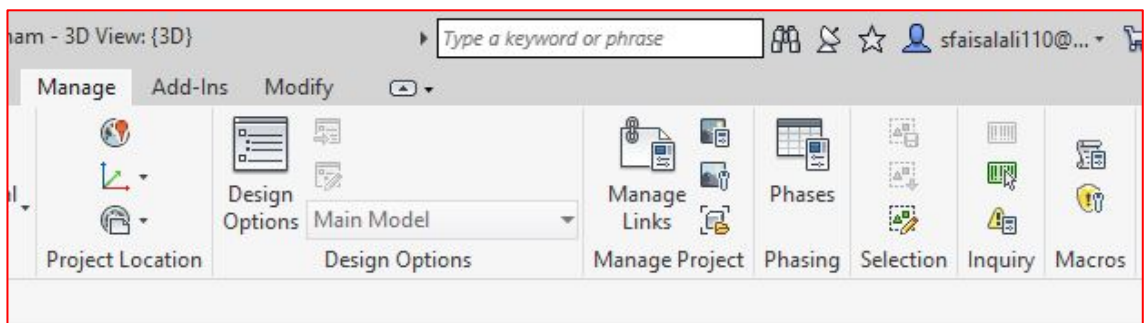 nam - 3D View: {3D}
Type a keyword or phrase
sfaisalali110@...
Manage Add-Ins Modify
Design Options
Main Model
Manage Links
Phases
Project Location Design Options Manage Project Phasing Selection Inquiry Macros